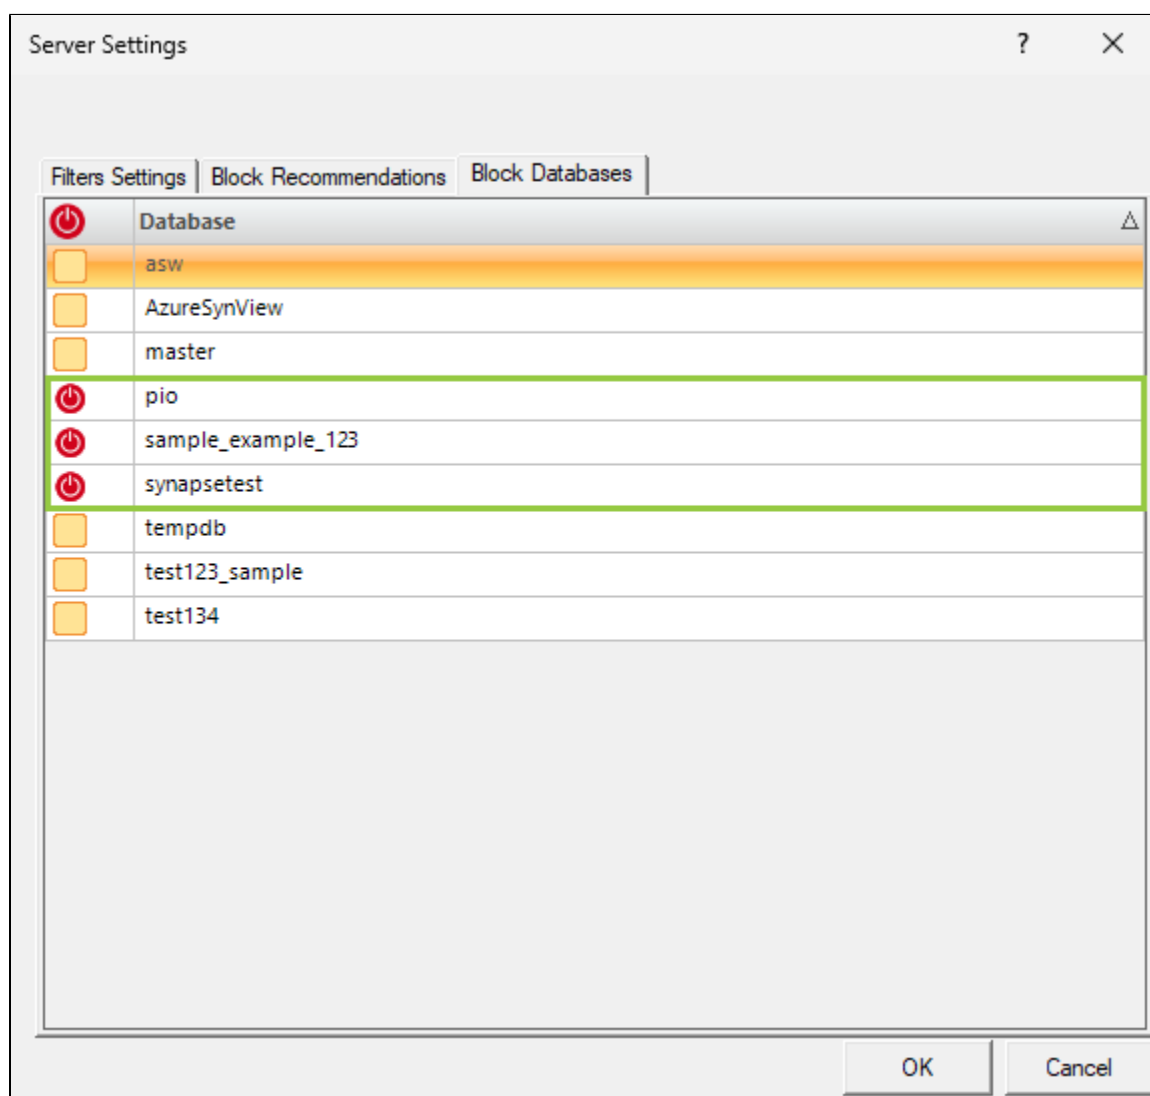 Server Settings ?
Filters Settings Block Recommendations Block Databases
Database
asw
AzureSynView
master
pio
sample_example_123
synapsetest
tempdb
test123_sample
test134
OK Cancel